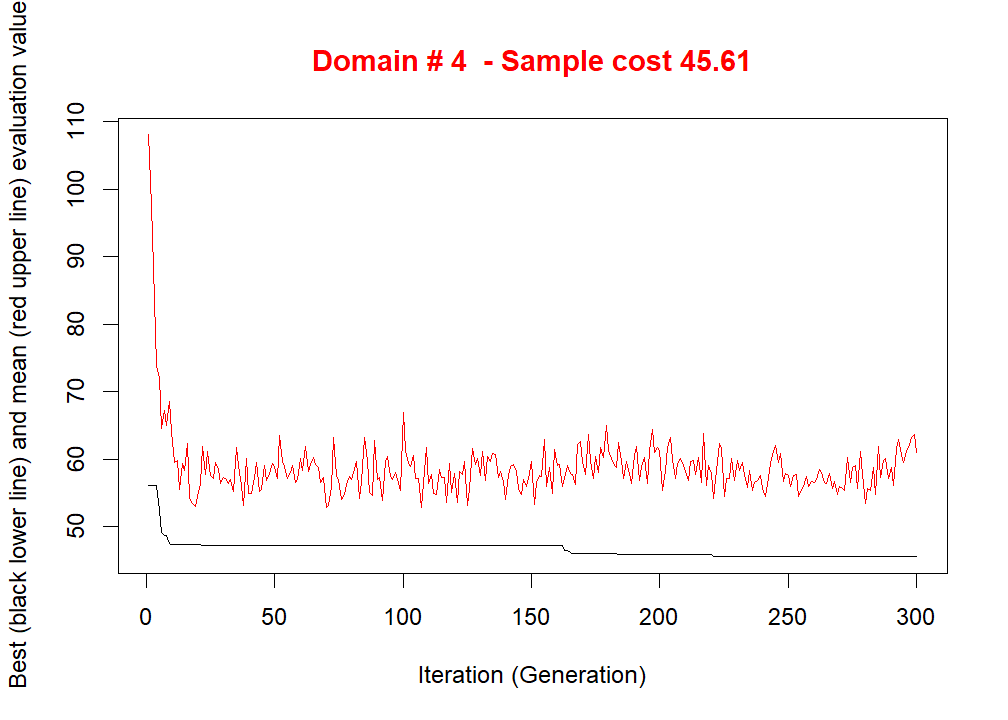 Domain # 4  - Sample cost 45.61
Best (black lower line) and mean (red upper line) evaluation value
110
100
90
80
70
60
50
0 50 100 150 200 250 300
Iteration (Generation)